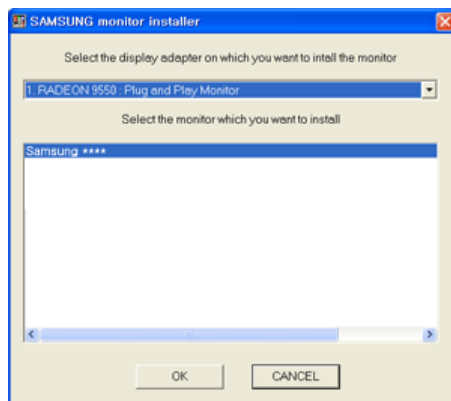 SAMSUNG monitor installer
Select the display adapter on which you want to intall the monitor
1. RADEON 9550 : Plug and Play Monitor
Select the monitor which you want to install
Samsung ****
OK
CANCEL